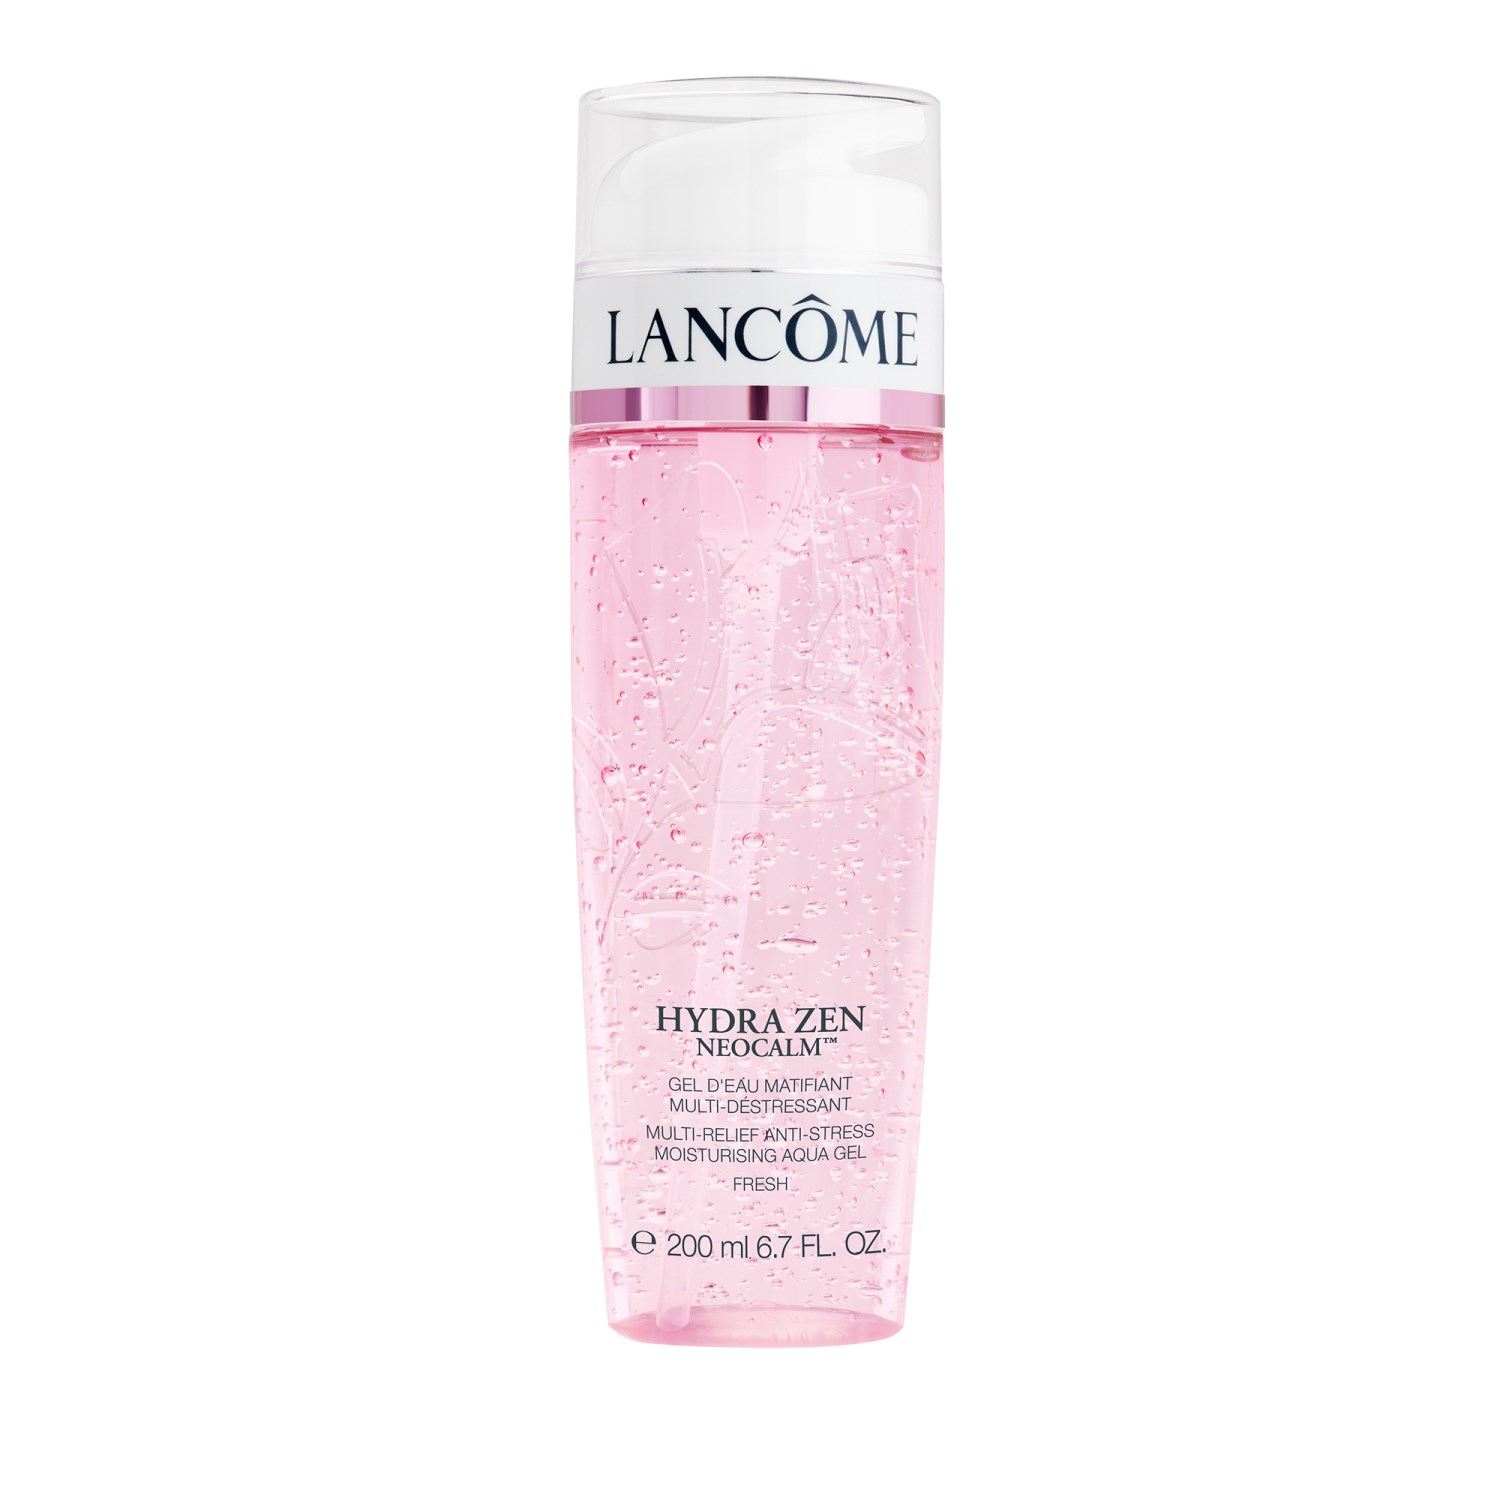 LANCÔME
HYDRA ZEN
NEOCALM™
GEL D'EAU MATIFIANT
MULTI-DÉSTRESSANT
MULTI-RELIEF ANTI-STRESS
MOISTURISING AQUA GEL
FRESH
℮ 200 ml 6.7 FL. OZ.